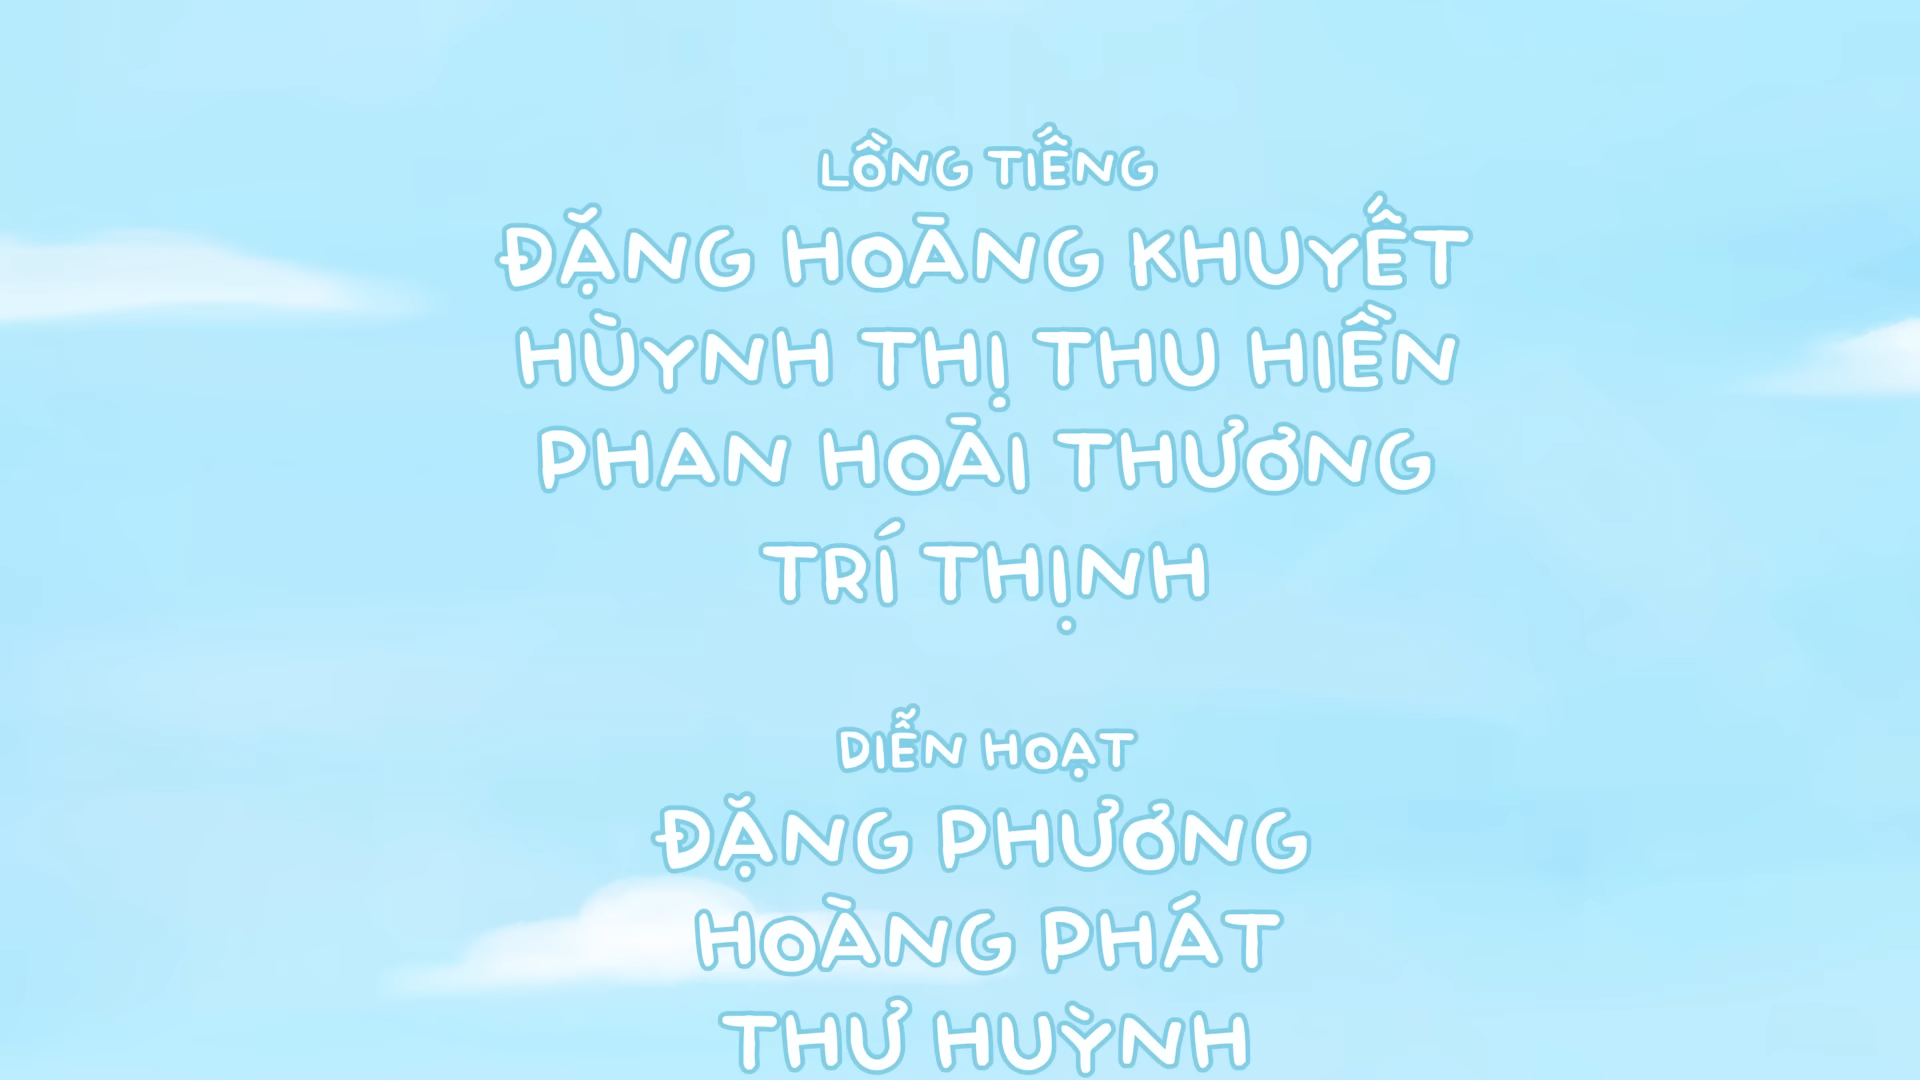 LỒNG TIẾNG
ĐẶNG HOÀNG KHUYẾT
HÙYNH THỊ THU HIỀN
PHAN HOÀI THƯƠNG
TRÍ THỊNH
DIỄN HOẠT
ĐẶNG PHƯƠNG
HOÀNG PHÁT
THƯ HUỲNH